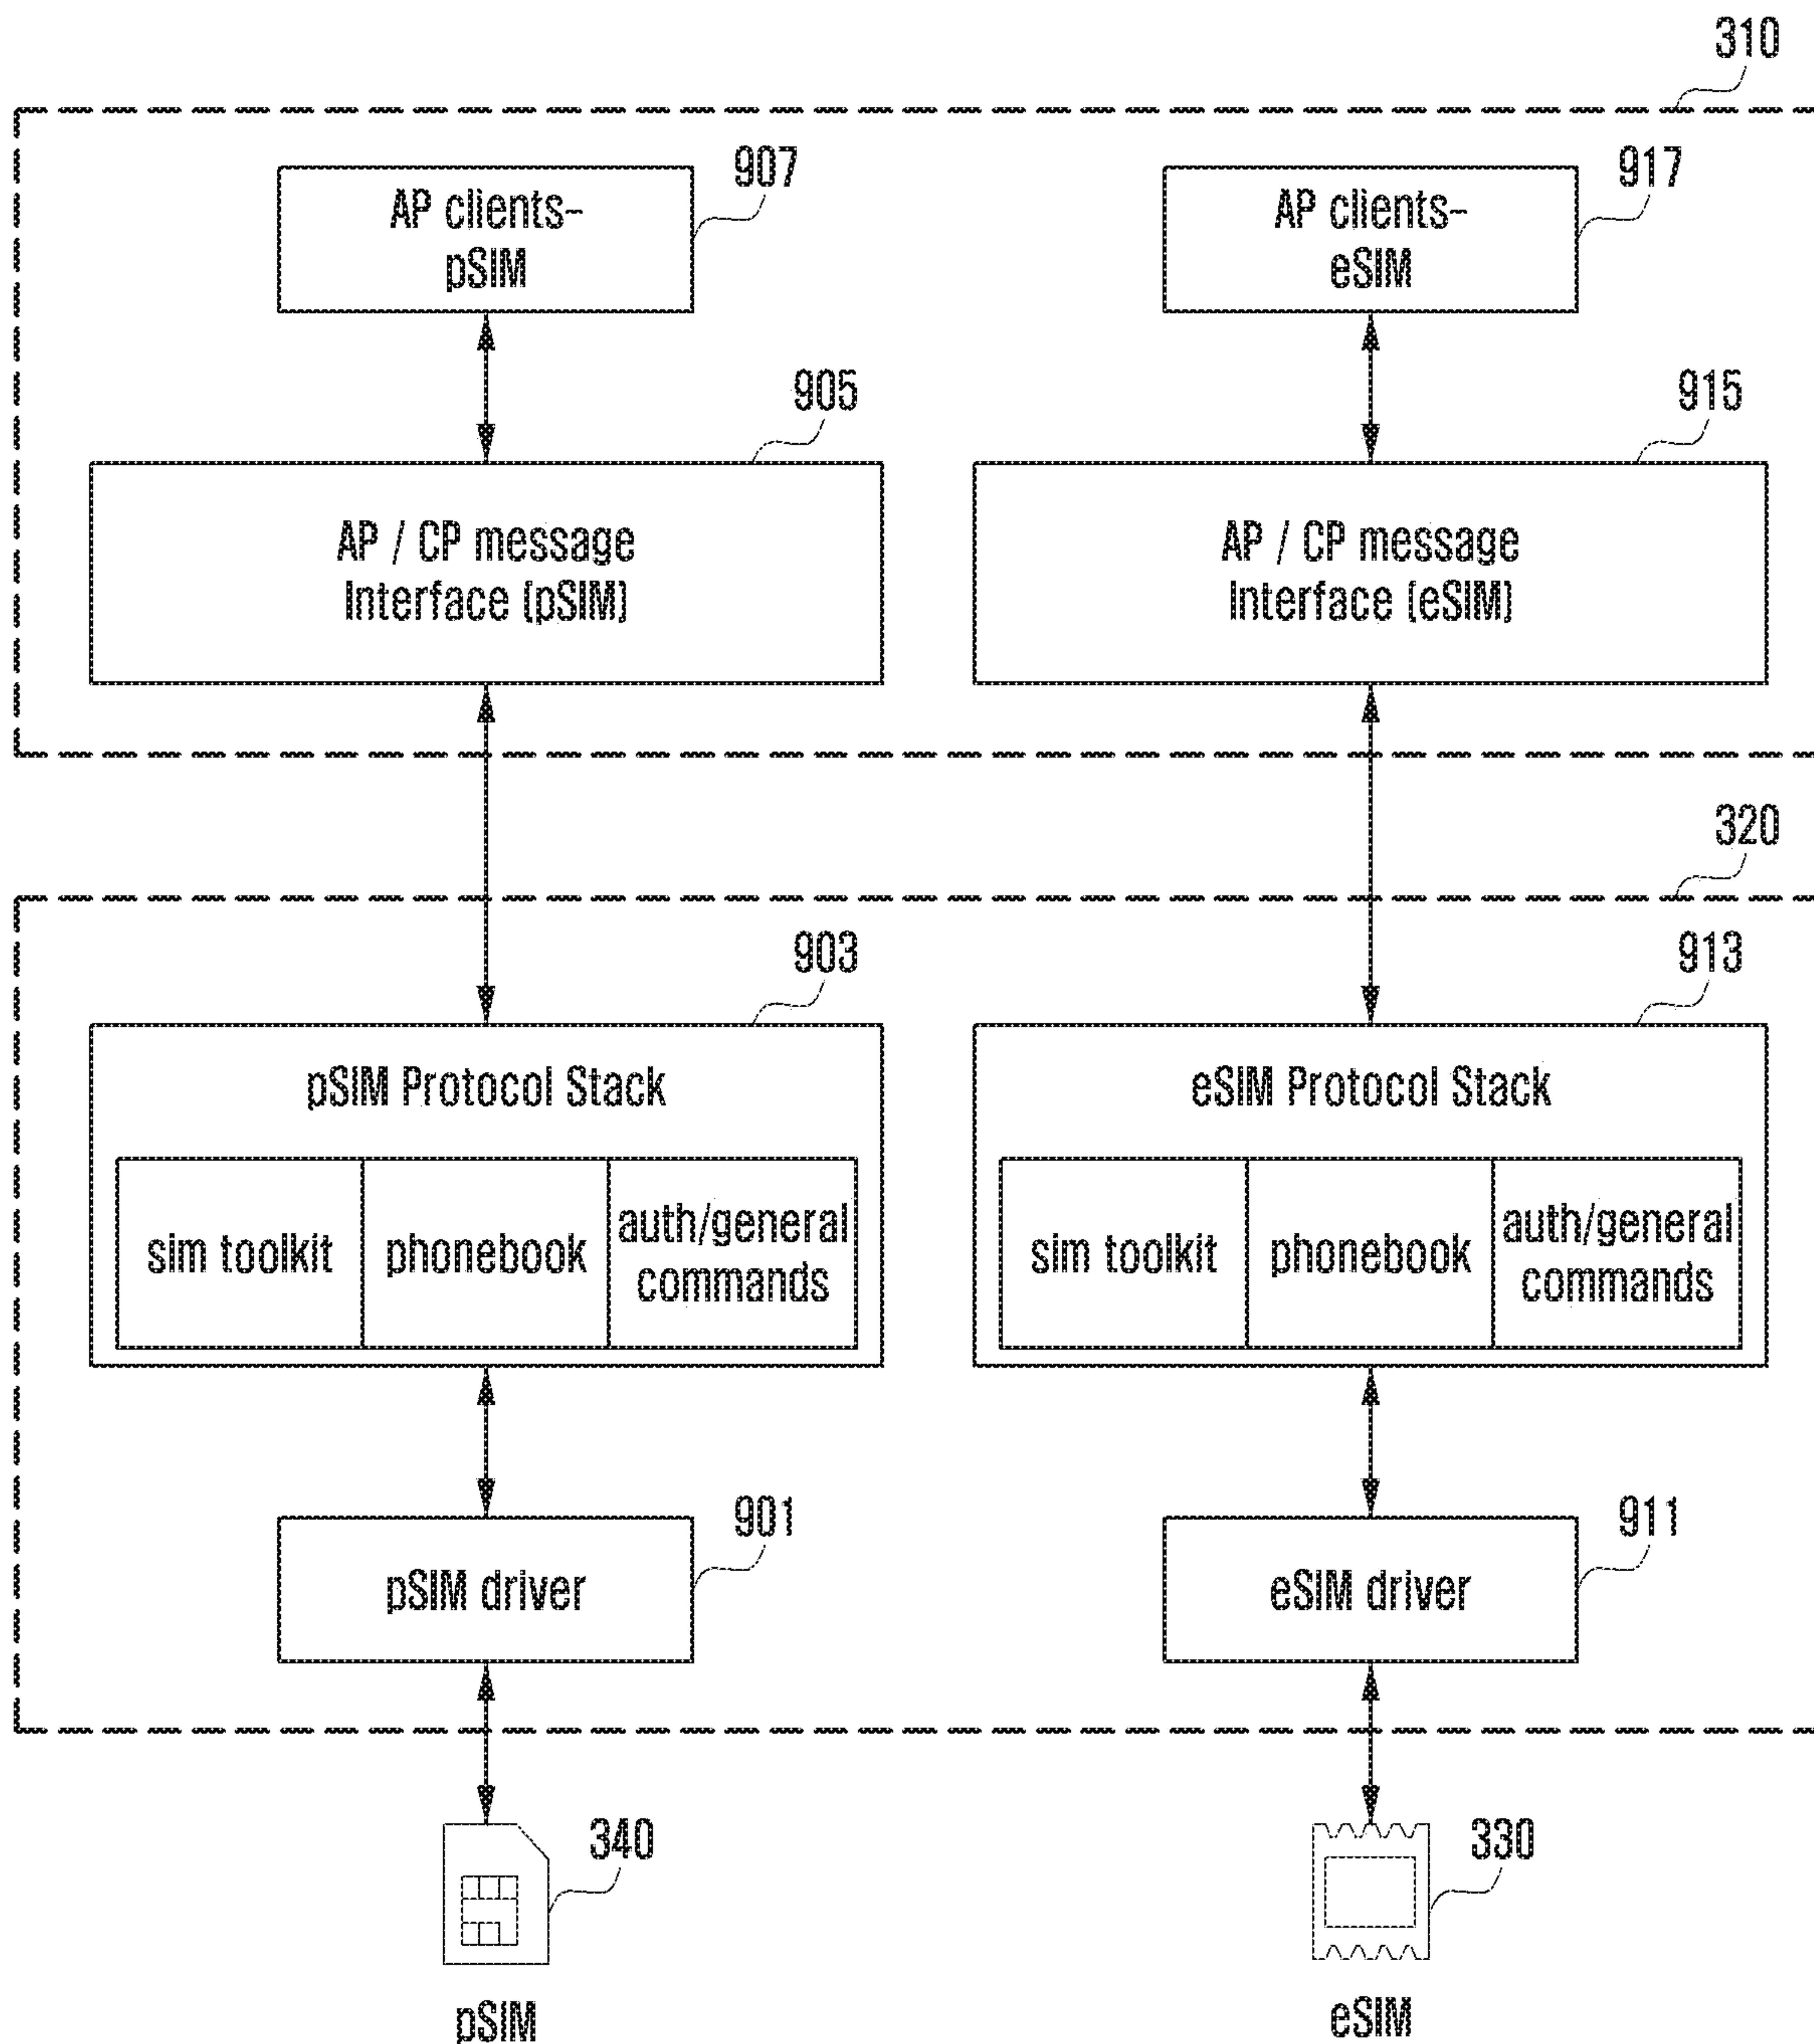 310
907
917
AP clients-
pSIM
AP clients-
eSIM
905
915
AP / CP message
Interface (pSIM)
AP / CP message
Interface (eSIM)
320
903
913
pSIM Protocol Stack
eSIM Protocol Stack
sim toolkit
phonebook
auth/general
commands
sim toolkit
phonebook
auth/general
commands
901
911
pSIM driver
eSIM driver
340
330
pSIM
eSIM